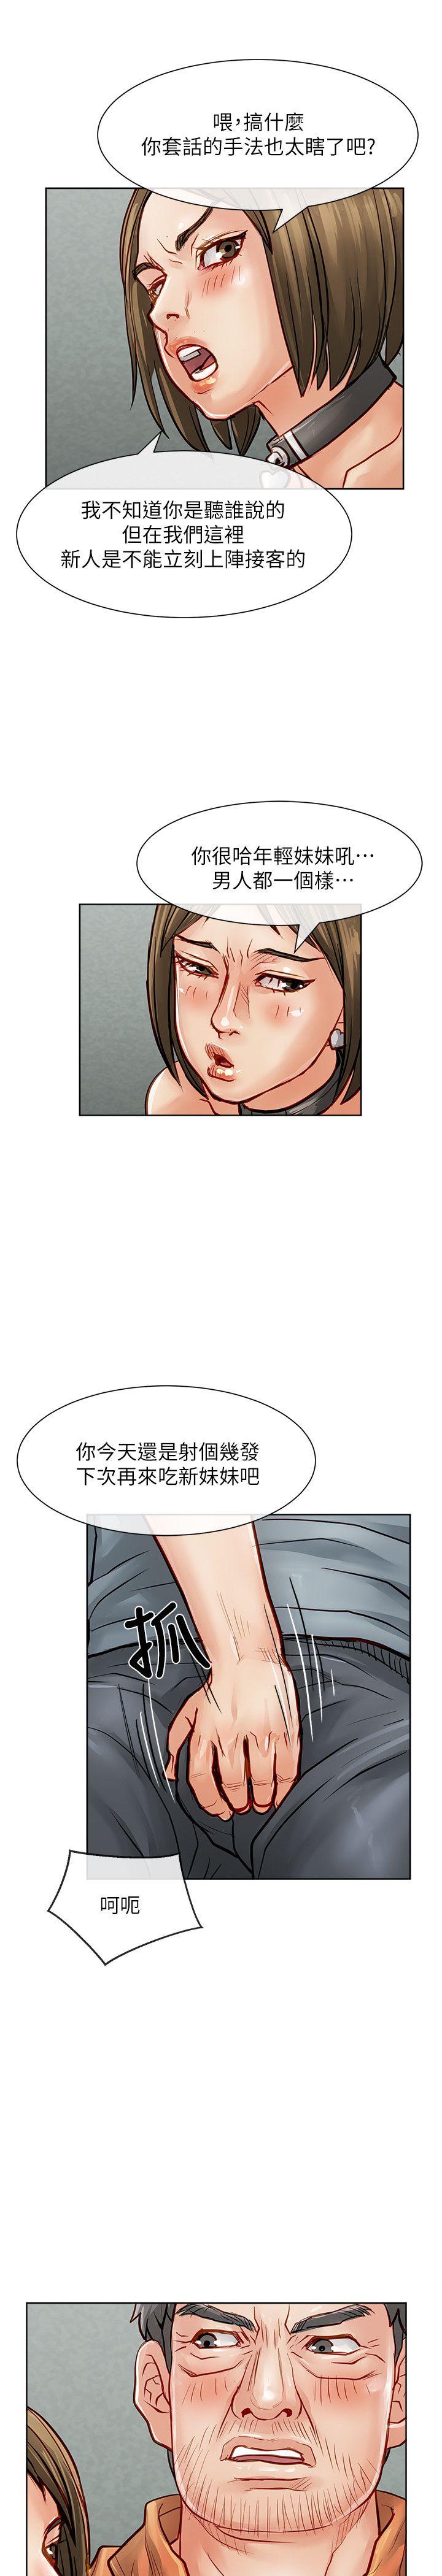 喂，搞什麼
你套話的手法也太瞎了吧?
我不知道你是聽誰說的
但在我們這裡
新人是不能立刻上陣接客的
你很哈年輕妹妹吼…
男人都一個樣…
你今天還是射個幾發
下次再來吃新妹妹吧
抓
呵呃